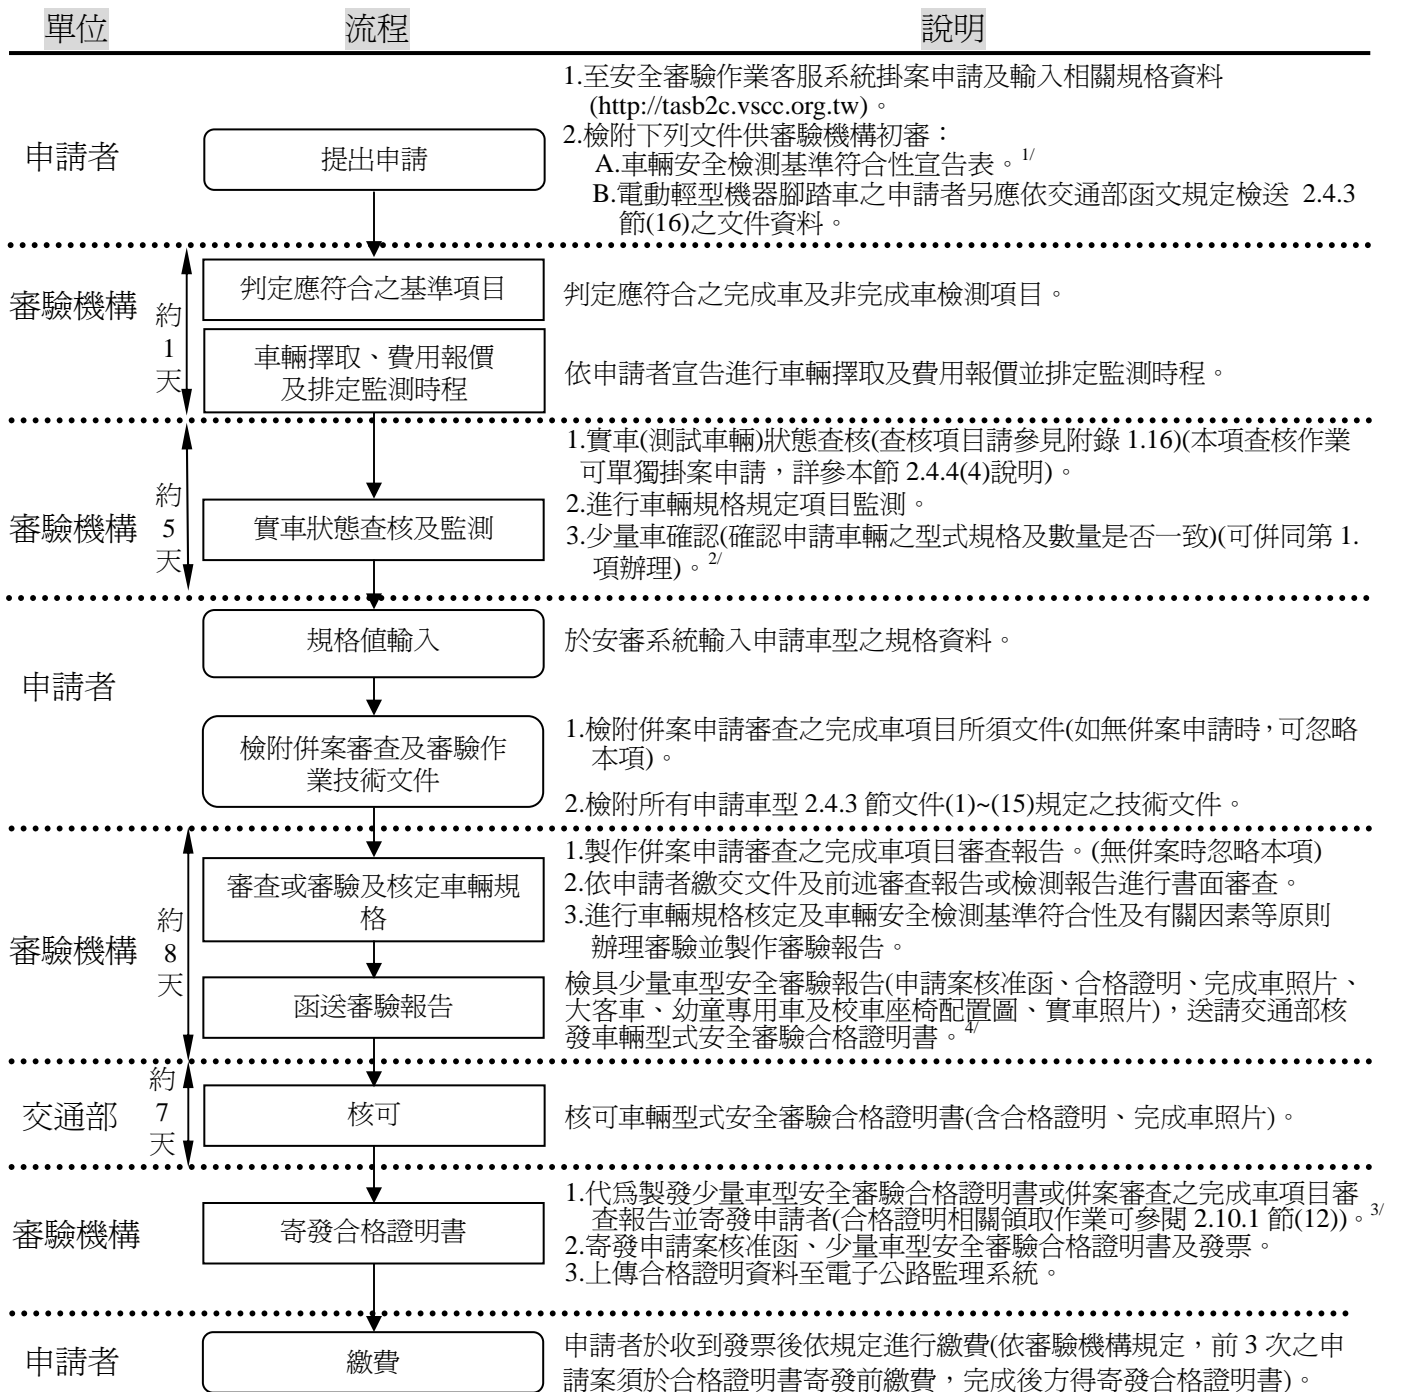 單位 流程 說明
申請者
提出申請
1.至安全審驗作業客服系統掛案申請及輸入相關規格資料
(http://tasb2c.vscc.org.tw)。
2.檢附下列文件供審驗機構初審：
A.車輛安全檢測基準符合性宣告表。1/
B.電動輕型機器腳踏車之申請者另應依交通部函文規定檢送 2.4.3
節(16)之文件資料。
審驗機構
約
1
天
判定應符合之基準項目
判定應符合之完成車及非完成車檢測項目。
車輛擇取、費用報價
及排定監測時程
依申請者宣告進行車輛擇取及費用報價並排定監測時程。
審驗機構
約
5
天
實車狀態查核及監測
1.實車(測試車輛)狀態查核(查核項目請參見附錄 1.16)(本項查核作業
可單獨掛案申請，詳參本節 2.4.4(4)說明)。
2.進行車輛規格規定項目監測。
3.少量車確認(確認申請車輛之型式規格及數量是否一致)(可併同第 1.
項辦理)。2/
申請者
規格值輸入
於安審系統輸入申請車型之規格資料。
檢附併案審查及審驗作
業技術文件
1.檢附併案申請審查之完成車項目所須文件(如無併案申請時，可忽略
本項)。
2.檢附所有申請車型 2.4.3 節文件(1)~(15)規定之技術文件。
審驗機構
約
8
天
審查或審驗及核定車輛規
格
1.製作併案申請審查之完成車項目審查報告。(無併案時忽略本項)
2.依申請者繳交文件及前述審查報告或檢測報告進行書面審查。
3.進行車輛規格核定及車輛安全檢測基準符合性及有關因素等原則
辦理審驗並製作審驗報告。
函送審驗報告
檢具少量車型安全審驗報告(申請案核准函、合格證明、完成車照片、
大客車、幼童專用車及校車座椅配置圖、實車照片)，送請交通部核
發車輛型式安全審驗合格證明書。4/
交通部
約
7
天
核可
核可車輛型式安全審驗合格證明書(含合格證明、完成車照片)。
審驗機構
寄發合格證明書
1.代為製發少量車型安全審驗合格證明書或併案審查之完成車項目審
查報告並寄發申請者(合格證明相關領取作業可參閱 2.10.1 節(12))。3/
2.寄發申請案核准函、少量車型安全審驗合格證明書及發票。
3.上傳合格證明資料至電子公路監理系統。
申請者
繳費
申請者於收到發票後依規定進行繳費(依審驗機構規定，前 3 次之申
請案須於合格證明書寄發前繳費，完成後方得寄發合格證明書)。